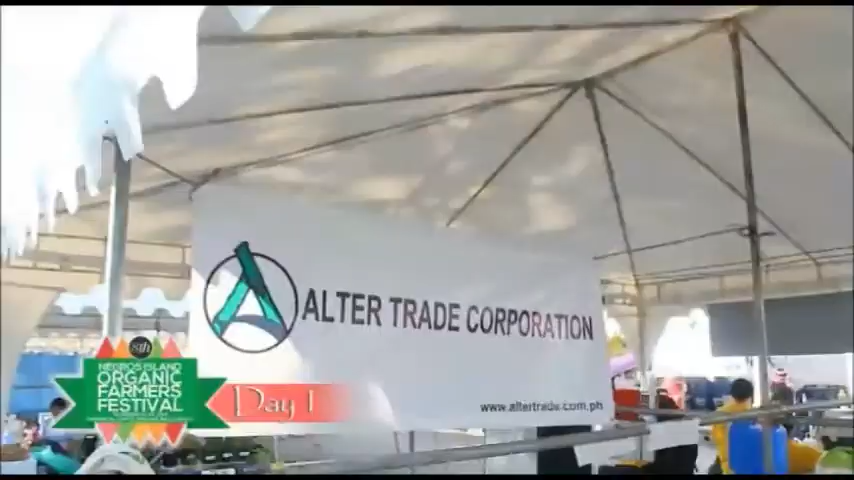 ALTER TRADE CORPORATION
www.altertrade.com.ph
8th
NEGROS ISLAND
ORGANIC
FARMERS
FESTIVAL
Day 1